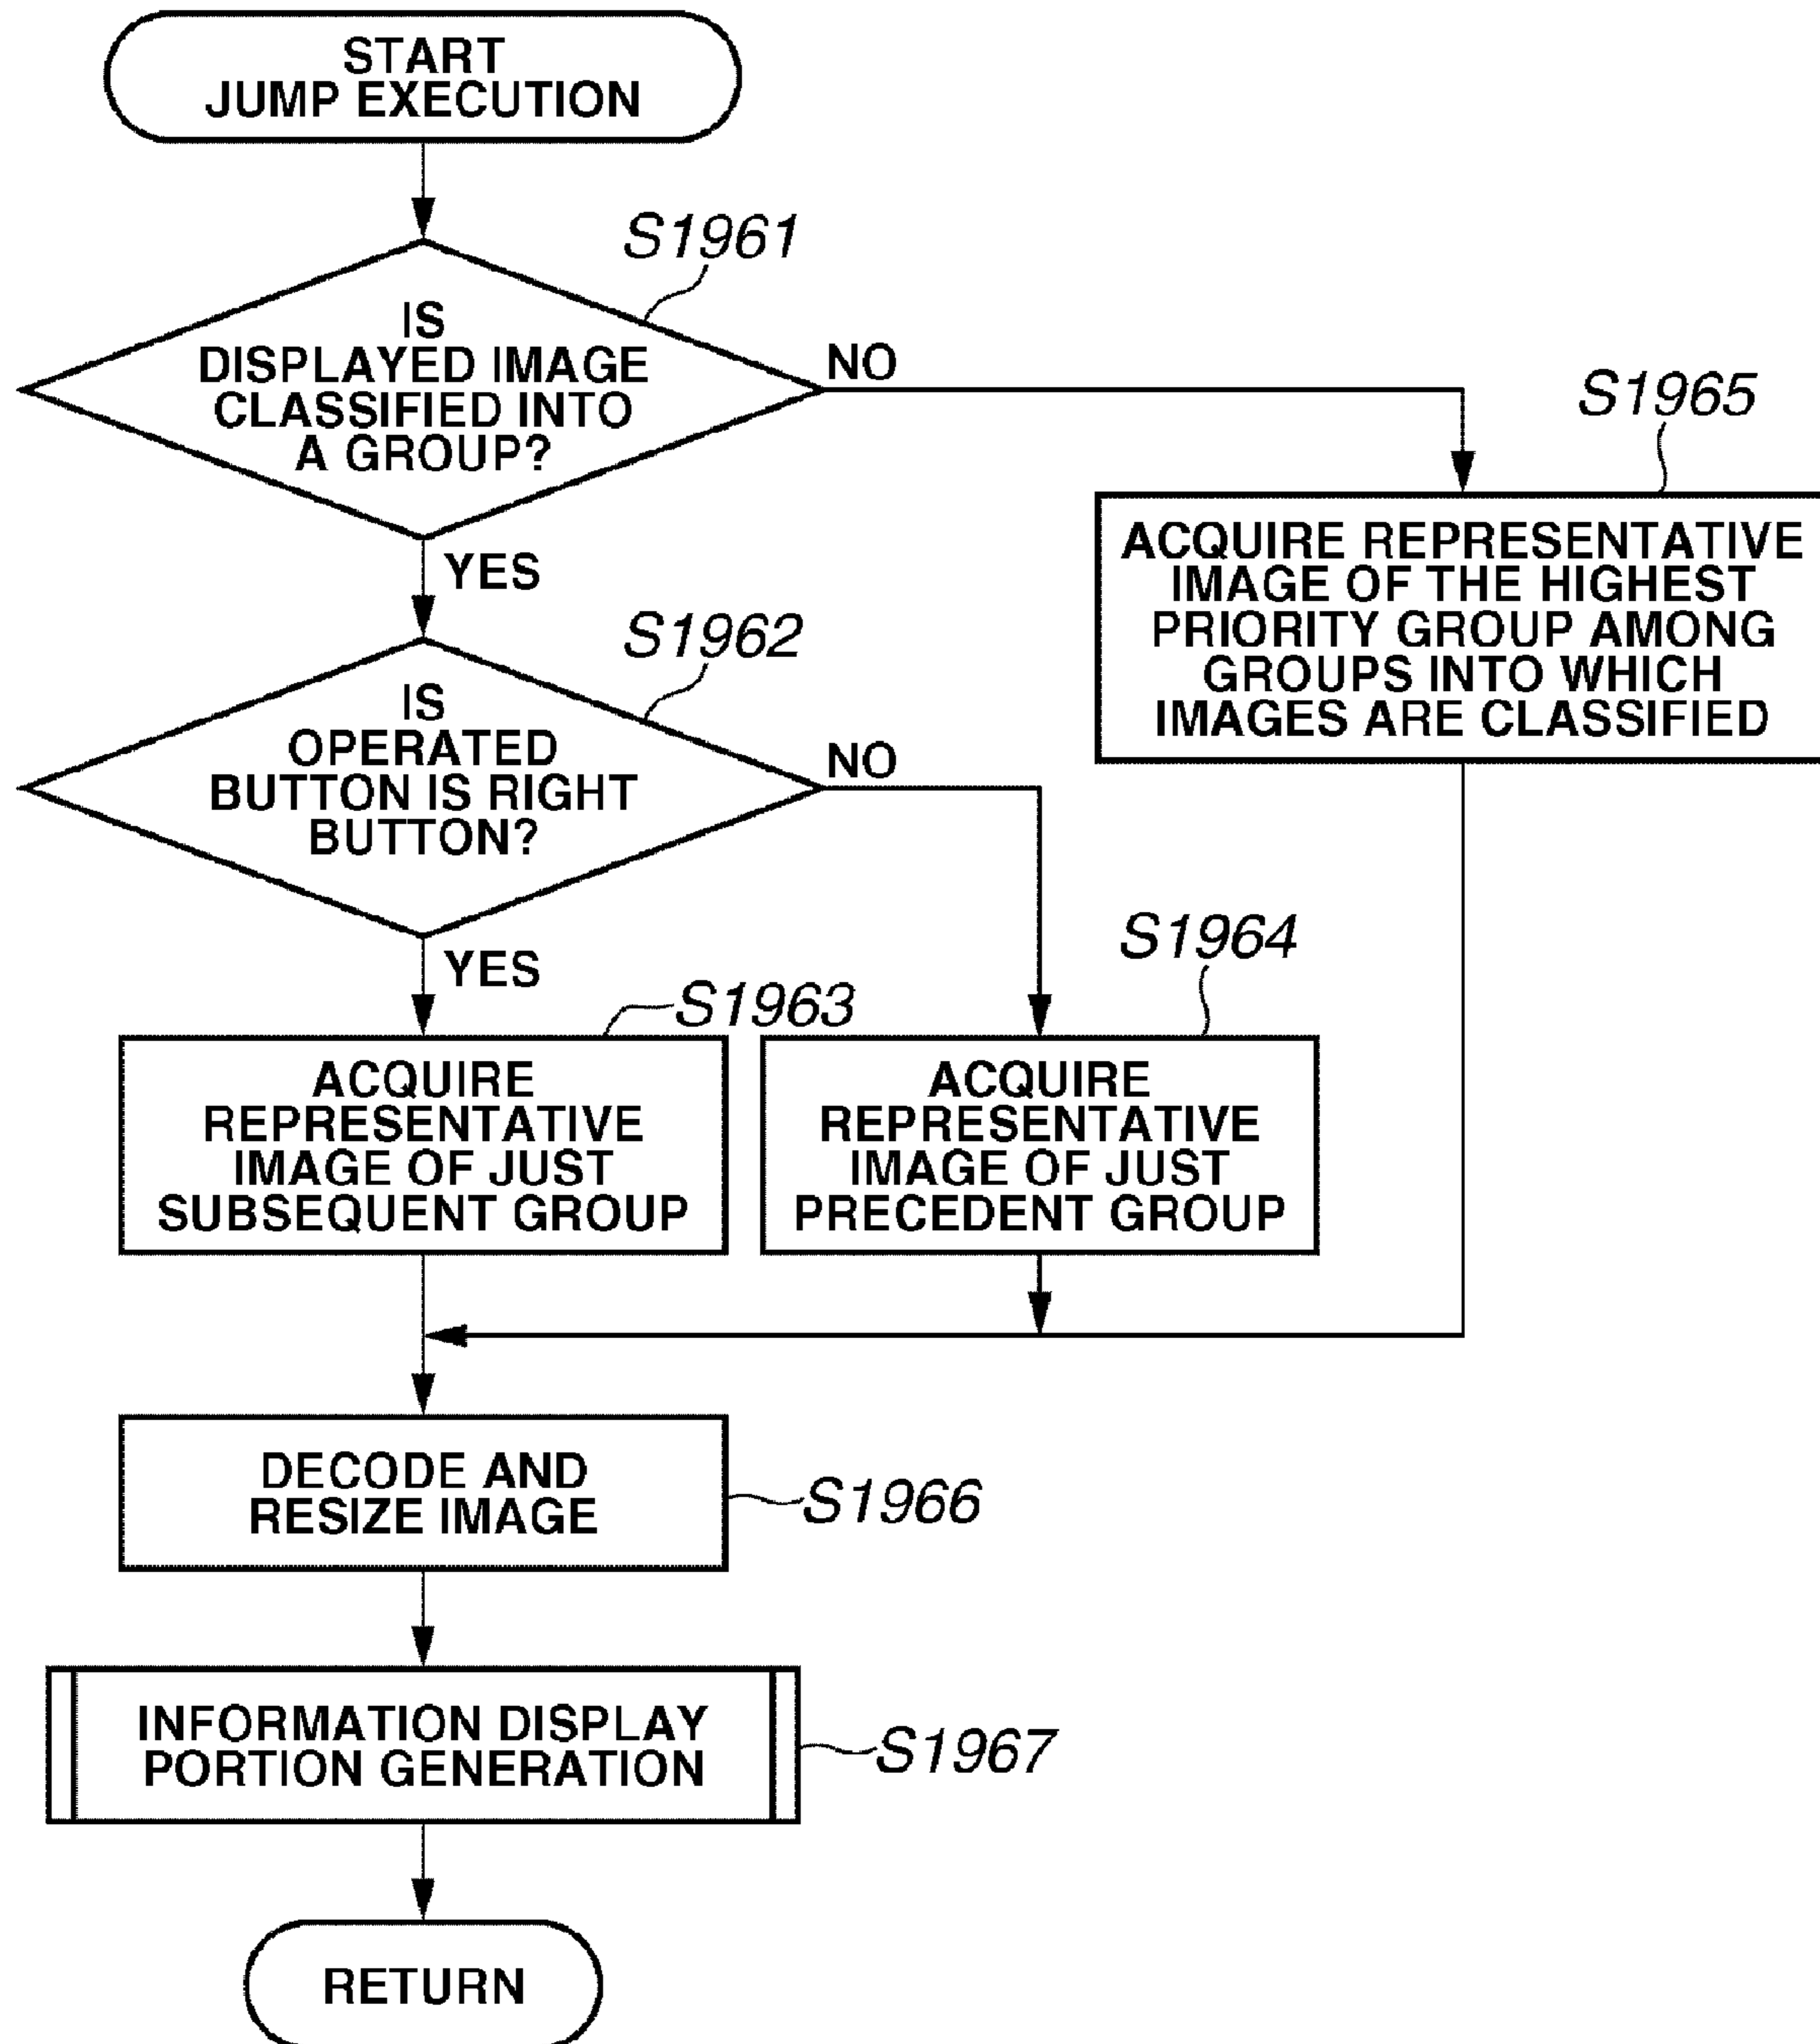 START
JUMP EXECUTION
S1961
IS
DISPLAYED IMAGE
CLASSIFIED INTO
A GROUP?
NO
YES
S1965
ACQUIRE REPRESENTATIVE
IMAGE OF THE HIGHEST
PRIORITY GROUP AMONG
GROUPS INTO WHICH
IMAGES ARE CLASSIFIED
S1962
IS
OPERATED
BUTTON IS RIGHT
BUTTON?
NO
YES
S1963
ACQUIRE
REPRESENTATIVE
IMAGE OF JUST
SUBSEQUENT GROUP
S1964
ACQUIRE
REPRESENTATIVE
IMAGE OF JUST
PRECEDENT GROUP
DECODE AND
RESIZE IMAGE
S1966
INFORMATION DISPLAY
PORTION GENERATION
S1967
RETURN